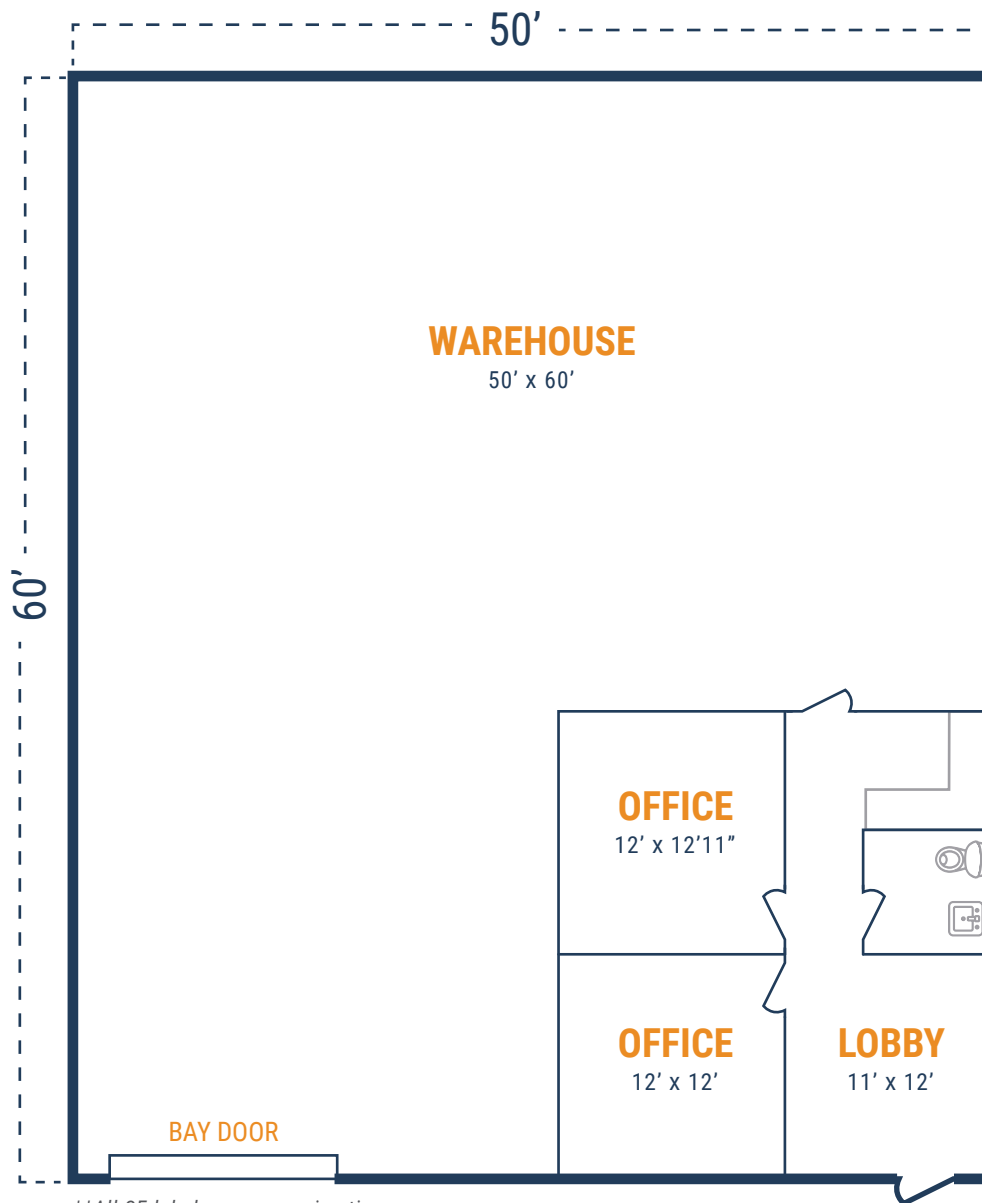 50’
WAREHOUSE
50’ x 60’
60’
OFFICE
12’ x 12’11”
OFFICE
12’ x 12’
LOBBY
11’ x 12’
BAY DOOR